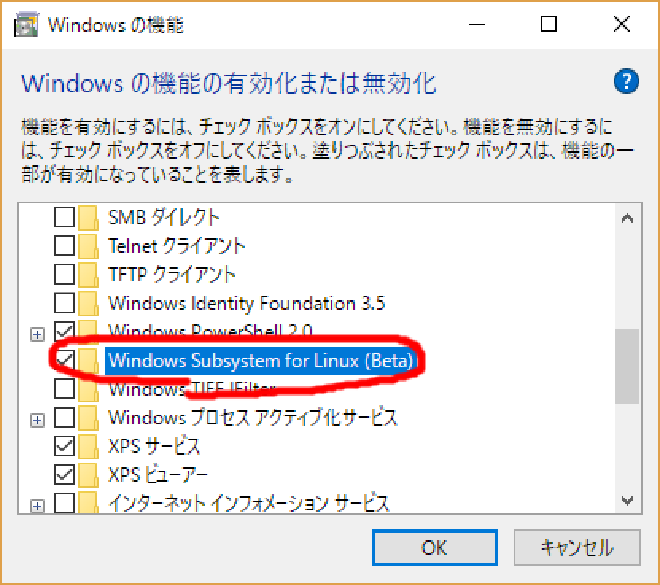 Windows の機能
Windows の機能の有効化または無効化
?
機能を有効にするには、チェック ボックスをオンにしてください。機能を無効にするに
は、チェック ボックスをオフにしてください。塗りつぶされたチェック ボックスは、機能の一
部が有効になっていることを表します。
SMB ダイレクト
Telnet クライアント
TFTP クライアント
Windows Identity Foundation 3.5
Windows PowerShell 2.0
Windows Subsystem for Linux (Beta)
Windows TIFF IFilter
Windows プロセス アクティブ化サービス
XPS サービス
XPS ビューアー
インターネット インフォメーション サービス
OK
キャンセル